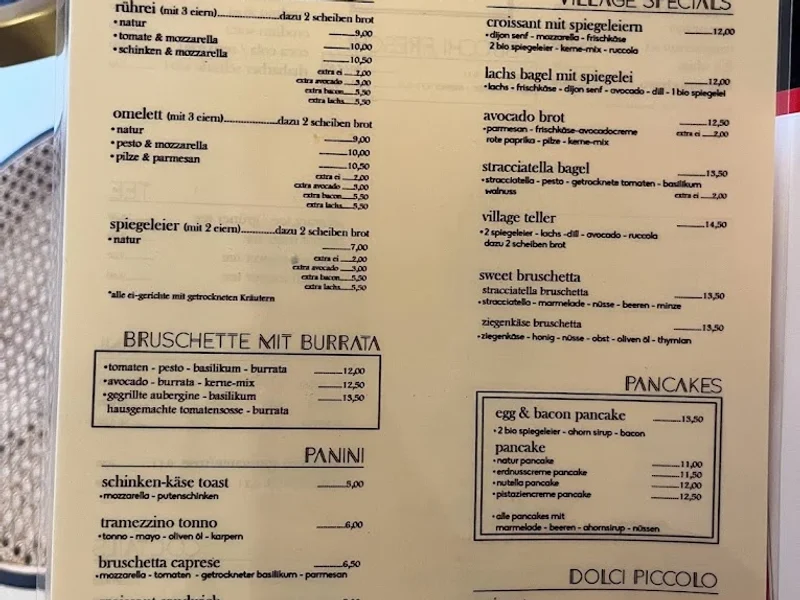 rührei (mit 3 eiern)..................dazu 2 scheiben brot
• natur ........9,00
• tomate & mozzarella ........10,00
• schinken & mozzarella ........10,50
extra ei ....2,00
extra avocado....3,00
extra bacon.....5,50
extra lachs.....5,50
omelett (mit 3 eiern)..................dazu 2 scheiben brot
• natur ........9,00
• pesto & mozzarella ........10,00
• pilze & parmesan ........10,50
extra ei ....2,00
extra avocado....3,00
extra bacon.....5,50
extra lachs.....5,50
spiegeleier (mit 2 eiern)............dazu 2 scheiben brot
• natur ........7,00
extra ei ....2,00
extra avocado ....3,00
extra bacon.....5,50
extra lachs.....5,50
*alle ei-gerichte mit getrockneten Kräutern
BRUSCHETTE MIT BURRATA
•tomaten - pesto - basilikum - burrata ........12,00
•avocado - burrata - kerne-mix ........12,50
•gegrillte aubergine - basilikum ........13,50
hausgemachte tomatensosse - burrata
PANINI
schinken-käse toast ........5,00
•mozzarella - putenschinken
tramezzino tonno ........6,00
•tonno - mayo - oliven öl - karpern
bruschetta caprese ........6,50
•mozzarella - tomaten - getrockneter basilikum - parmesan
VILLAGE SPECIALS
croissant mit spiegeleiern ........12,00
•dijon senf - mozzarella - frischkäse
2 bio spiegeleier - kerne-mix - ruccola
lachs bagel mit spiegelei ........12,00
•lachs - frischkäse - dijon senf - avocado - dill - 1 bio spiegelei
avocado brot ........12,50
•parmesan - frischkäse-avocadocreme extra ei ....2,00
rote paprika - pilze - kerne-mix
stracciatella bagel ........13,50
•stracciatella - pesto - getrocknete tomaten - basilikum
walnuss extra ei ....2,00
village teller ........14,50
•2 spiegeleier - lachs -dill - avocado - ruccola
dazu 2 scheiben brot
sweet bruschetta
stracciatella bruschetta ........13,50
•stracciatella - marmelade - nüsse - beeren - minze
ziegenkäse bruschetta ........13,50
•ziegenkäse - honig - nüsse - obst - oliven öl - thymian
PANCAKES
egg & bacon pancake ........13,50
•2 bio spiegeleier - ahorn sirup - bacon
pancake
•natur pancake ........11,00
•erdnusscreme pancake ........11,50
•nutella pancake ........12,00
•pistaziencreme pancake ........12,50
•alle pancakes mit
marmelade - beeren - ahornsirup - nüssen
DOLCI PICCOLO